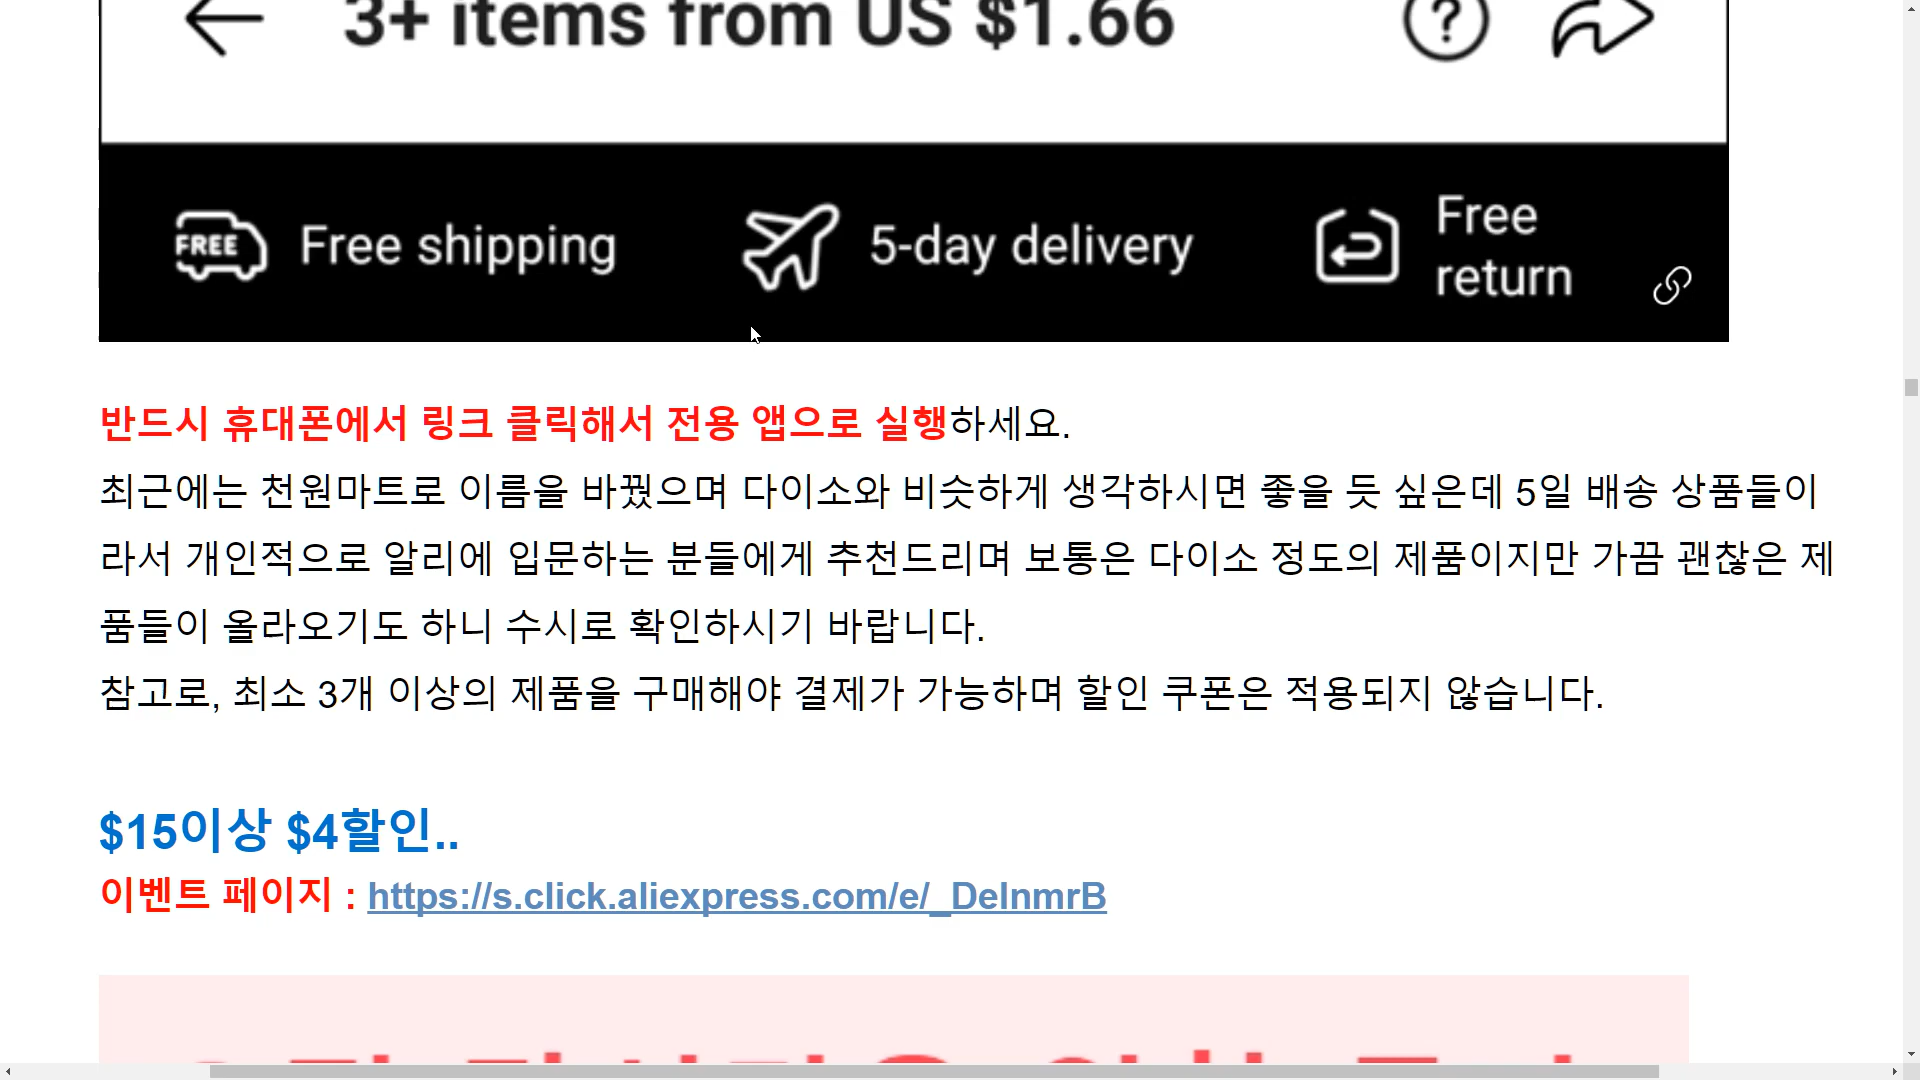 3+ items from US $1.66
FREE Free shipping 5-day delivery Free return
반드시 휴대폰에서 링크 클릭해서 전용 앱으로 실행하세요.
최근에는 천원마트로 이름을 바꿨으며 다이소와 비슷하게 생각하시면 좋을 듯 싶은데 5일 배송 상품들이
라서 개인적으로 알리에 입문하는 분들에게 추천드리며 보통은 다이소 정도의 제품이지만 가끔 괜찮은 제
품들이 올라오기도 하니 수시로 확인하시기 바랍니다.
참고로, 최소 3개 이상의 제품을 구매해야 결제가 가능하며 할인 쿠폰은 적용되지 않습니다.
$15이상 $4할인..
이벤트 페이지 : https://s.click.aliexpress.com/e/_DelnmrB